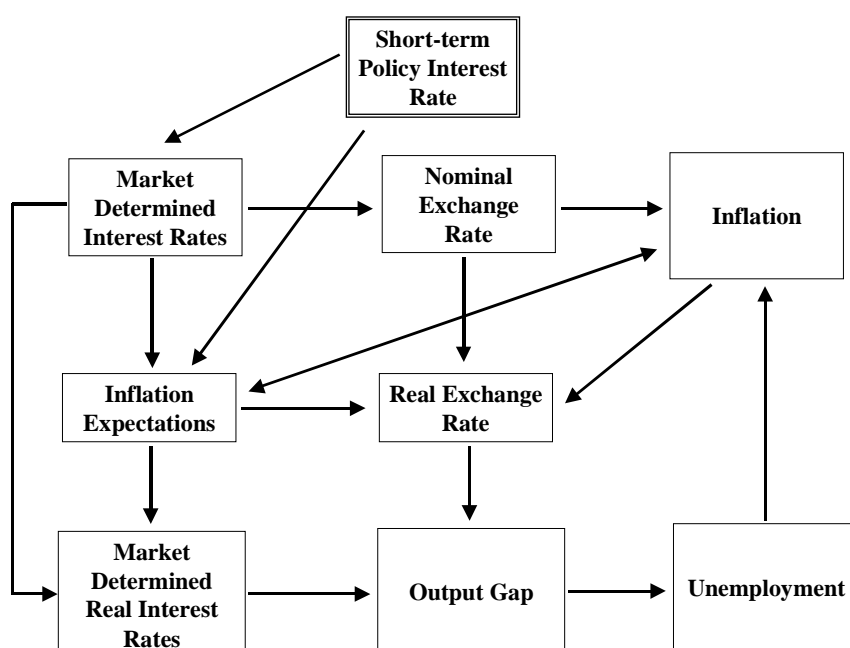 Short-term
Policy Interest
Rate
Market
Determined
Interest Rates
Nominal
Exchange
Rate
Inflation
Inflation
Expectations
Real Exchange
Rate
Market
Determined
Real Interest
Rates
Output Gap
Unemployment